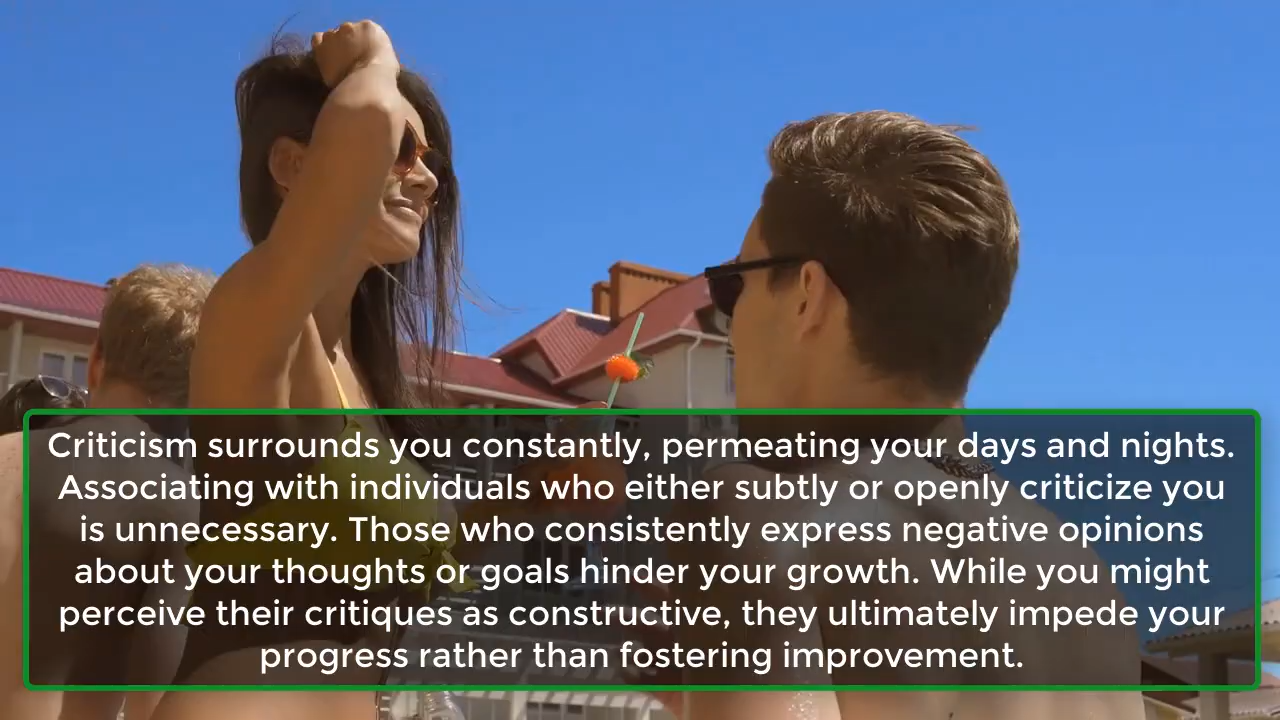 Criticism surrounds you constantly, permeating your days and nights.
Associating with individuals who either subtly or openly criticize you
is unnecessary. Those who consistently express negative opinions
about your thoughts or goals hinder your growth. While you might
perceive their critiques as constructive, they ultimately impede your
progress rather than fostering improvement.